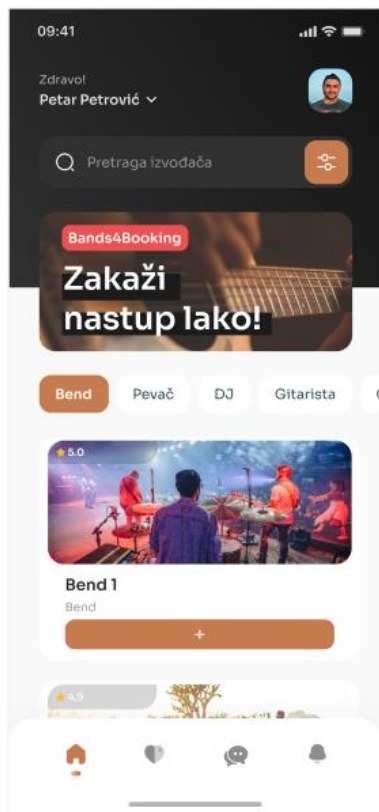 09:41
Zdravo!
Petar Petrović
Pretraga izvođača
Bands4Booking
Zakaži
nastup lako!
Bend
Pevač
DJ
Gitarista
5.0
Bend 1
Bend
+
4.9